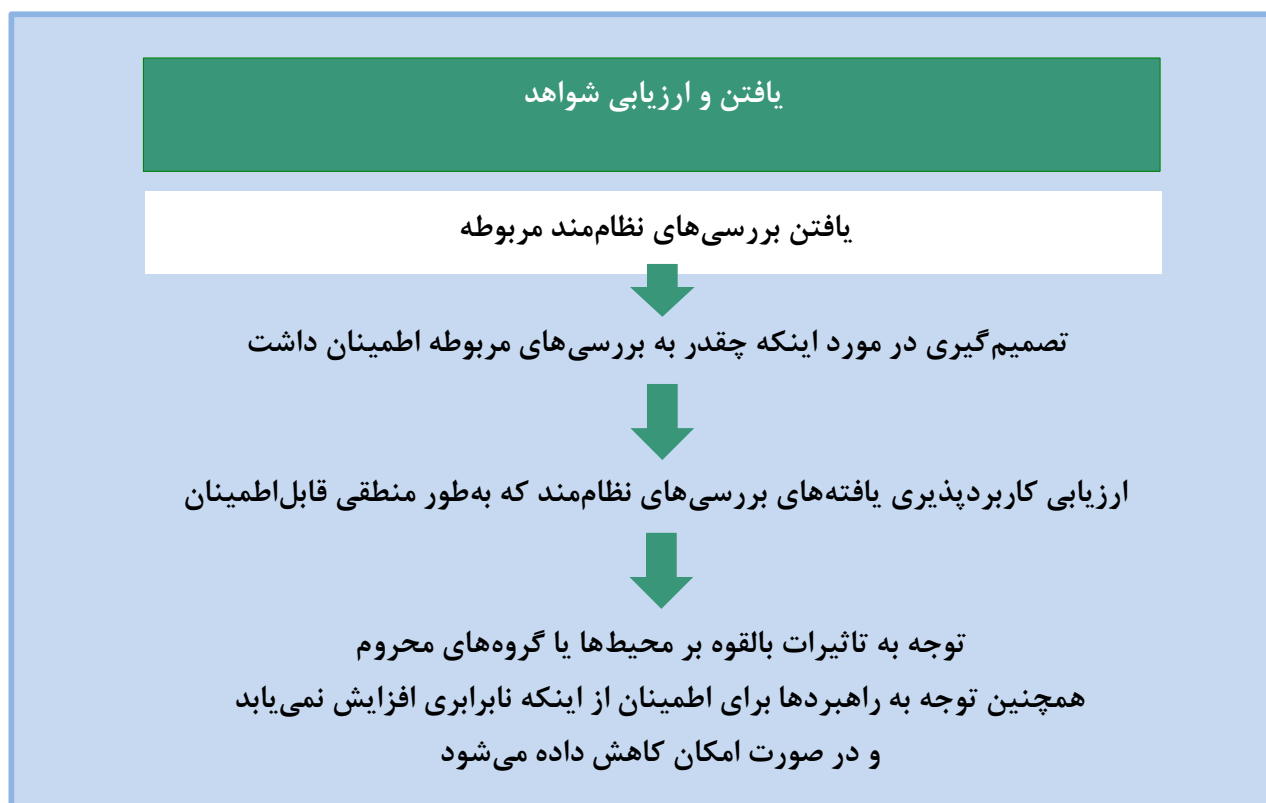 یافتن و ارزیابی شواهد
یافتن بررسی‌های نظام‌مند مربوطه
تصمیم‌گیری در مورد اینکه چقدر به بررسی‌های مربوطه اطمینان داشت
ارزیابی کاربردپذیری یافته‌های بررسی‌های نظام‌مند که به‌طور منطقی قابل‌اطمینان
توجه به تاثیرات بالقوه بر محیط‌ها یا گروه‌های محروم
همچنین توجه به راهبردها برای اطمینان از اینکه نابرابری افزایش نمی‌یابد
و در صورت امکان کاهش داده می‌شود